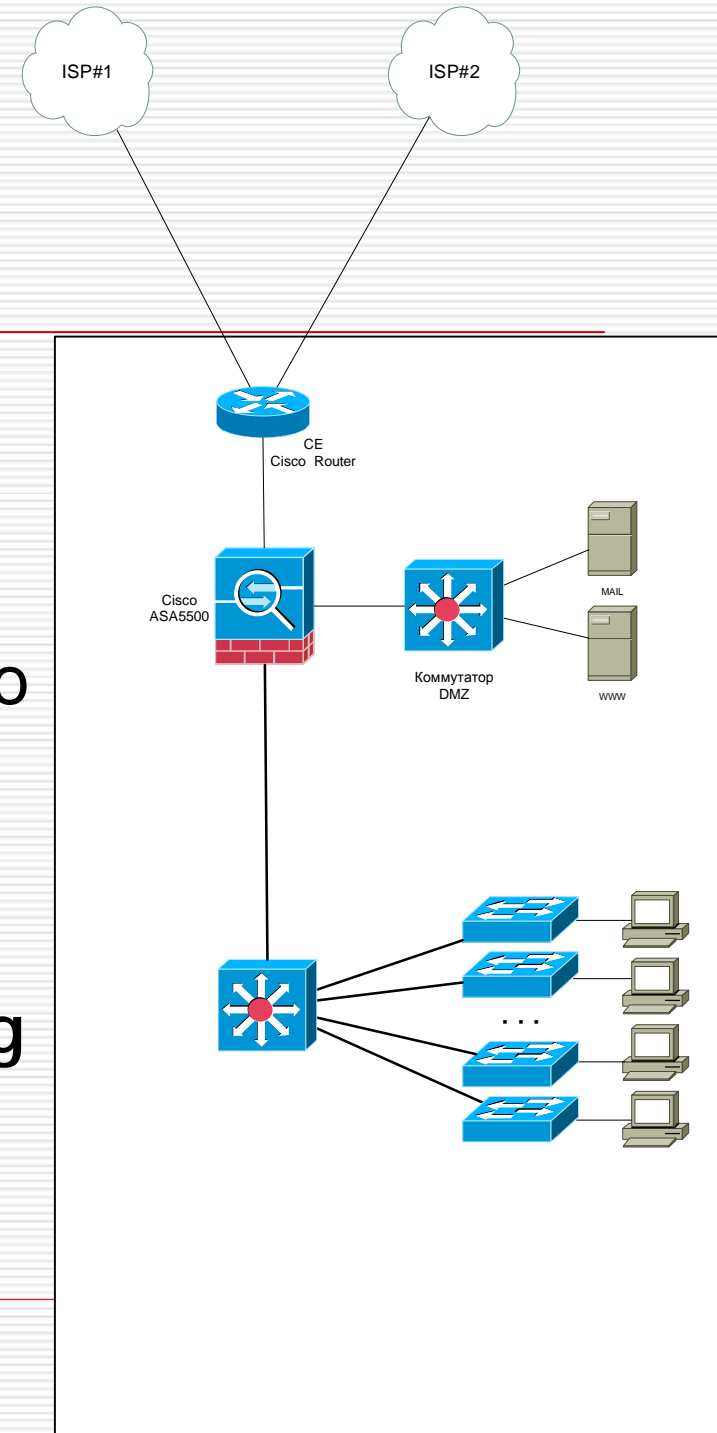 ISP#1
ISP#2
CE
Cisco Router
Cisco
ASA5500
MAIL
Коммутатор
DMZ
WWW
o
g
. . .